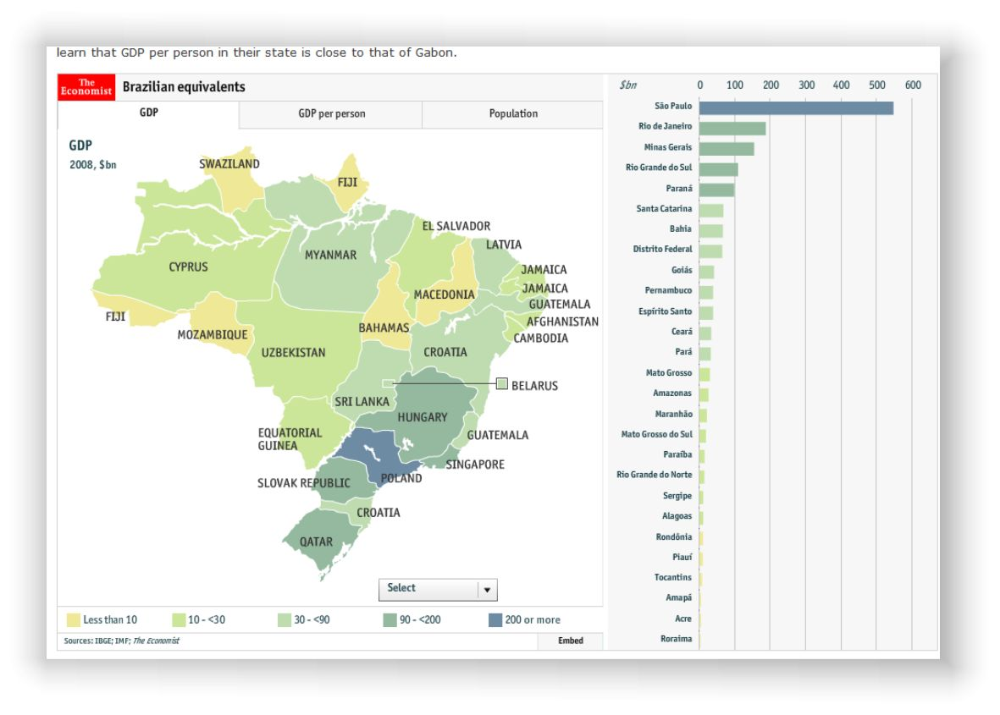 learn that GDP per person in their state is close to that of Gabon.
The
Economist
Brazilian equivalents
GDP
GDP per person
Population
GDP
2008, $bn
SWAZILAND
FIJI
EL SALVADOR
LATVIA
MYANMAR
CYPRUS
JAMAICA
JAMAICA
MACEDONIA
GUATEMALA
FIJI
AFGHANISTAN
BAHAMAS
MOZAMBIQUE
CAMBODIA
UZBEKISTAN
CROATIA
BELARUS
SRI LANKA
HUNGARY
EQUATORIAL
GUINEA
GUATEMALA
SINGAPORE
POLAND
SLOVAK REPUBLIC
CROATIA
QATAR
Select
Less than 10
10 - <30
30 - <90
90 - <200
200 or more
Sources: IBGE; IMF; The Economist
Embed
$bn
0 100 200 300 400 500 600
São Paulo
Rio de Janeiro
Minas Gerais
Rio Grande do Sul
Paraná
Santa Catarina
Bahia
Distrito Federal
Goiás
Pernambuco
Espírito Santo
Ceará
Pará
Mato Grosso
Amazonas
Maranhão
Mato Grosso do Sul
Paraíba
Rio Grande do Norte
Sergipe
Alagoas
Rondônia
Piauí
Tocantins
Amapá
Acre
Roraima